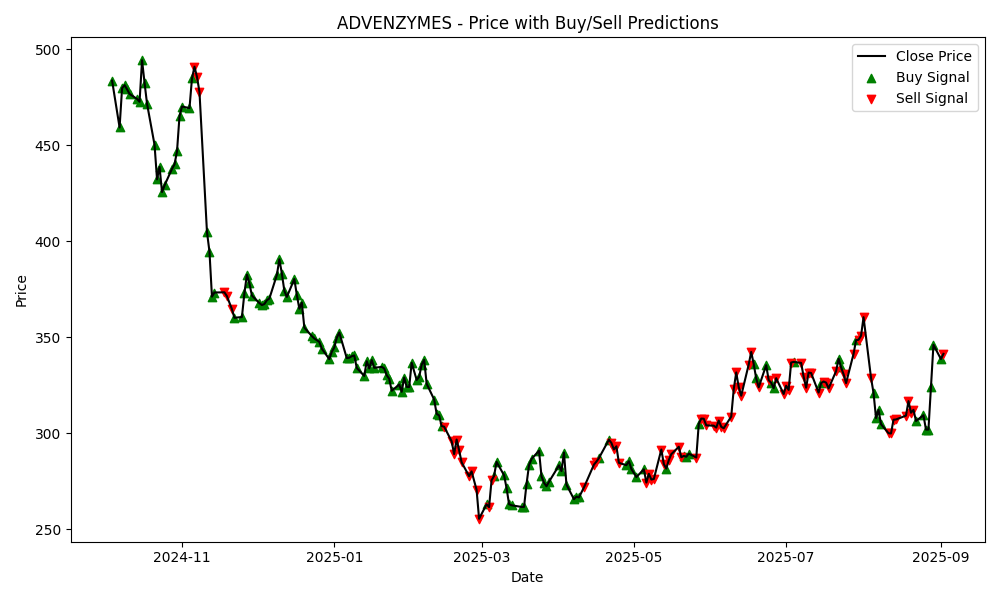 ADVENZYMES - Price with Buy/Sell Predictions
Close Price
Buy Signal
Sell Signal
Price
500
450
400
350
300
250
2024-11
2025-01
2025-03
2025-05
2025-07
2025-09
Date